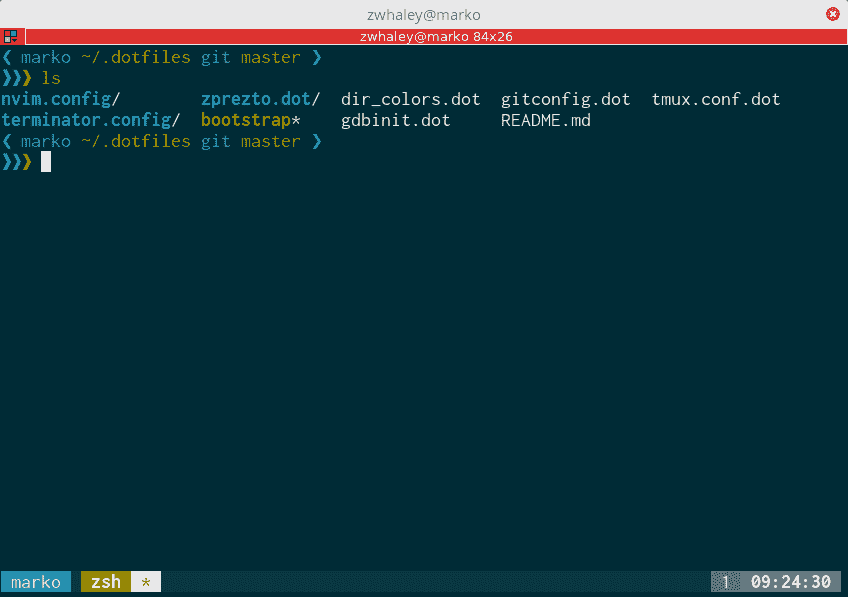 zwhaley@marko
zwhaley@marko 84x26
❮ marko ~/.dotfiles git master ❯
❯❯❯ ls
nvim.config/ zprezto.dot/ dir_colors.dot gitconfig.dot tmux.conf.dot
terminator.config/ bootstrap* gdbinit.dot README.md
❮ marko ~/.dotfiles git master ❯
❯❯❯
marko zsh * 1 09:24:30